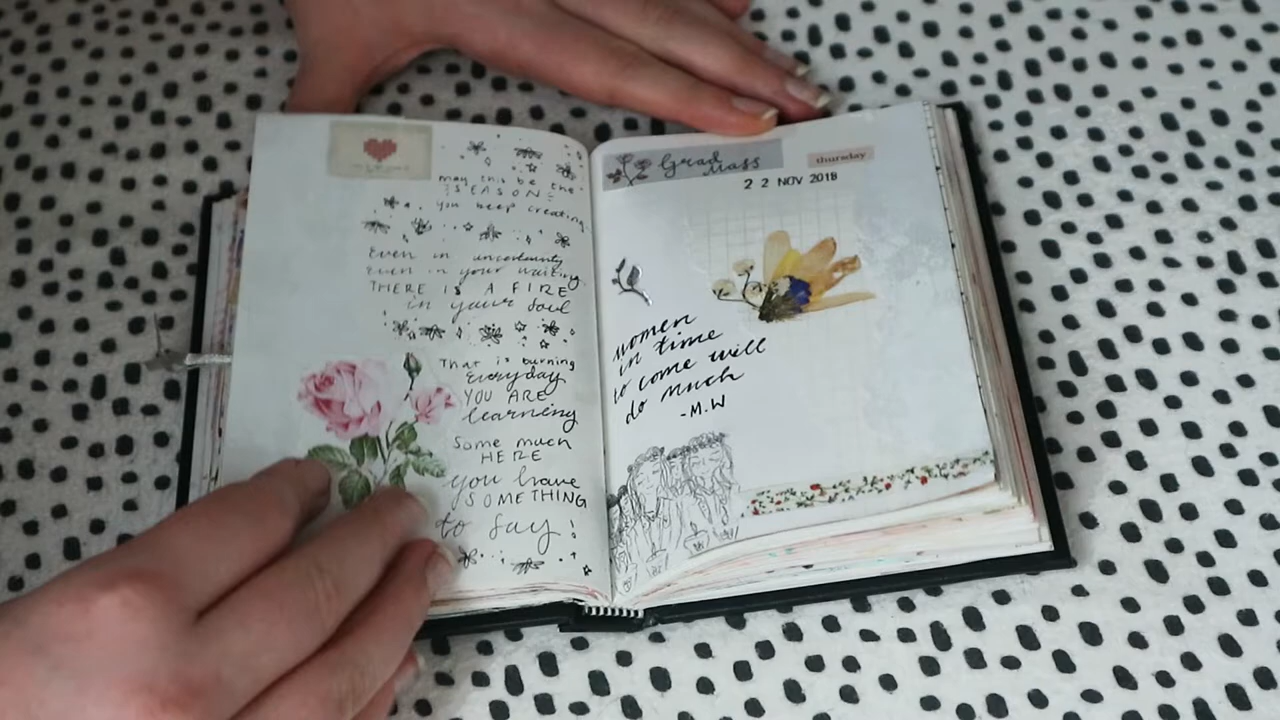 may this be the
SEASON
you keep creating
Even in uncertainty
Even in your waiting
THERE IS A FIRE
in your soul
That is burning
Everyday
YOU ARE
learning
Some much
HERE
you have
SOMETHING
to say!
Grad
Mass
thursday
22 NOV 2018
women
in time
to come will
do much
-M.W